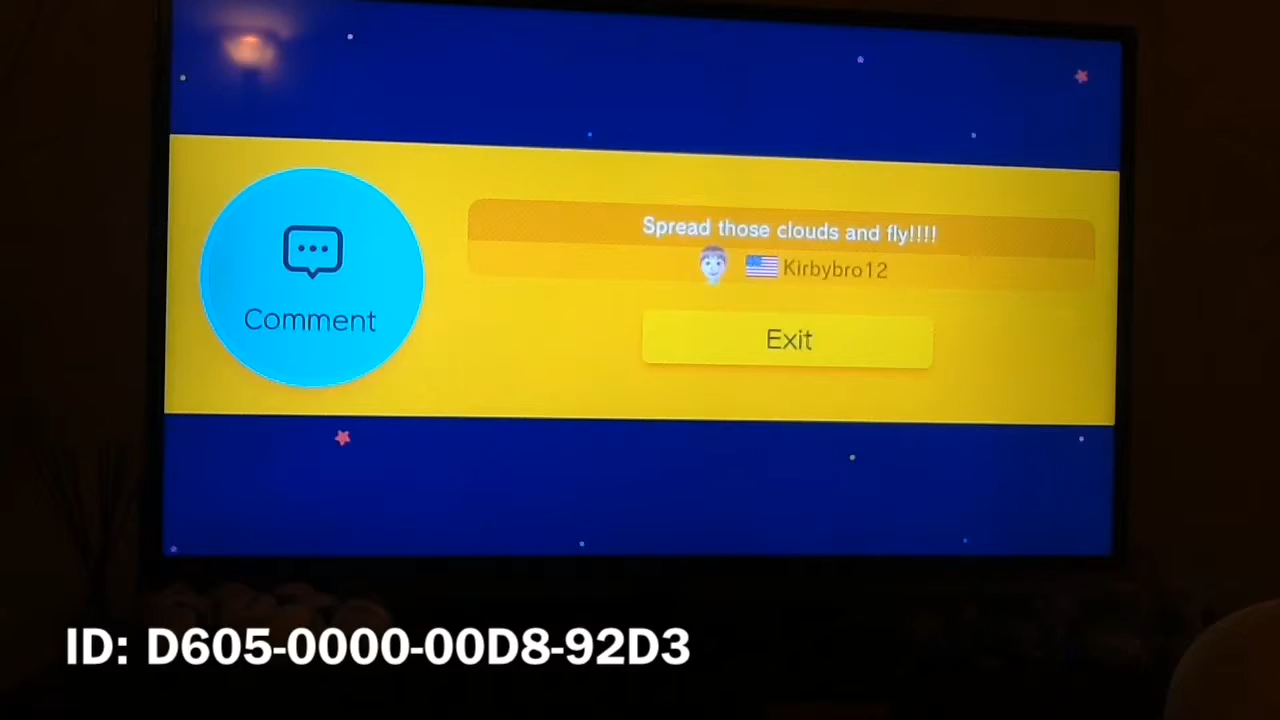 Spread those clouds and fly!!!!
Kirbybro12
Comment
Exit
ID: D605-0000-00D8-92D3